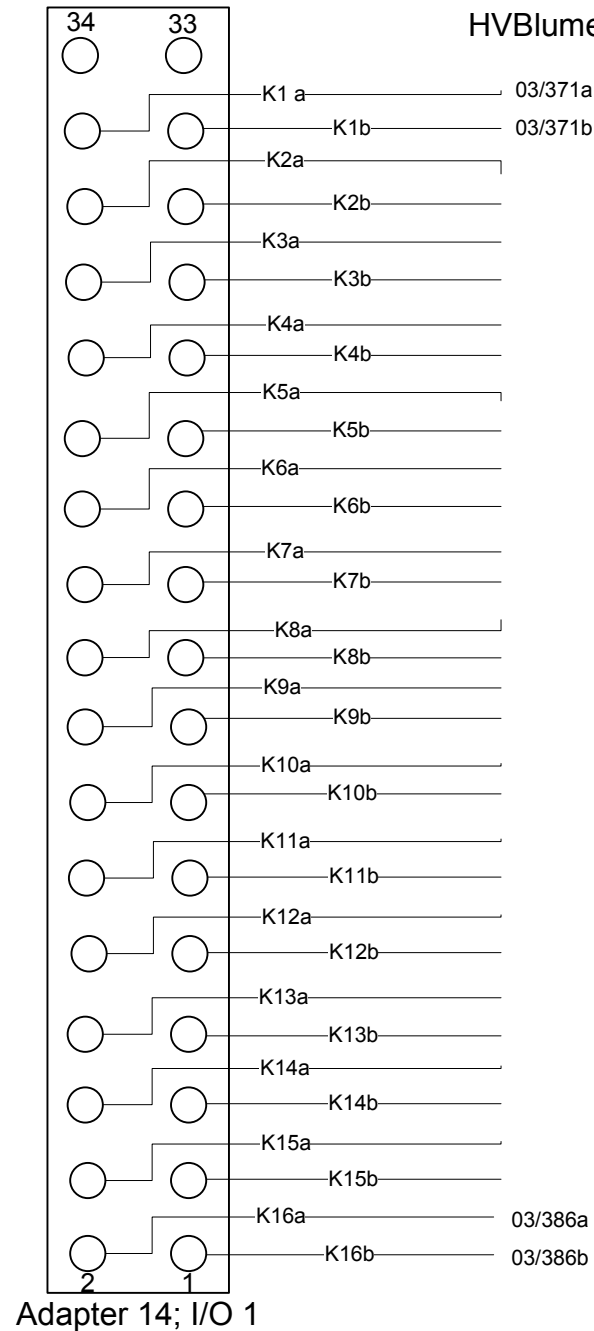 34 33 HVBlume
K1 a 03/371a
K1b 03/371b
K2a
K2b
K3a
K3b
K4a
K4b
K5a
K5b
K6a
K6b
K7a
K7b
K8a
K8b
K9a
K9b
K10a
K10b
K11a
K11b
K12a
K12b
K13a
K13b
K14a
K14b
K15a
K15b
K16a 03/386a
K16b 03/386b
2 1
Adapter 14; I/O 1